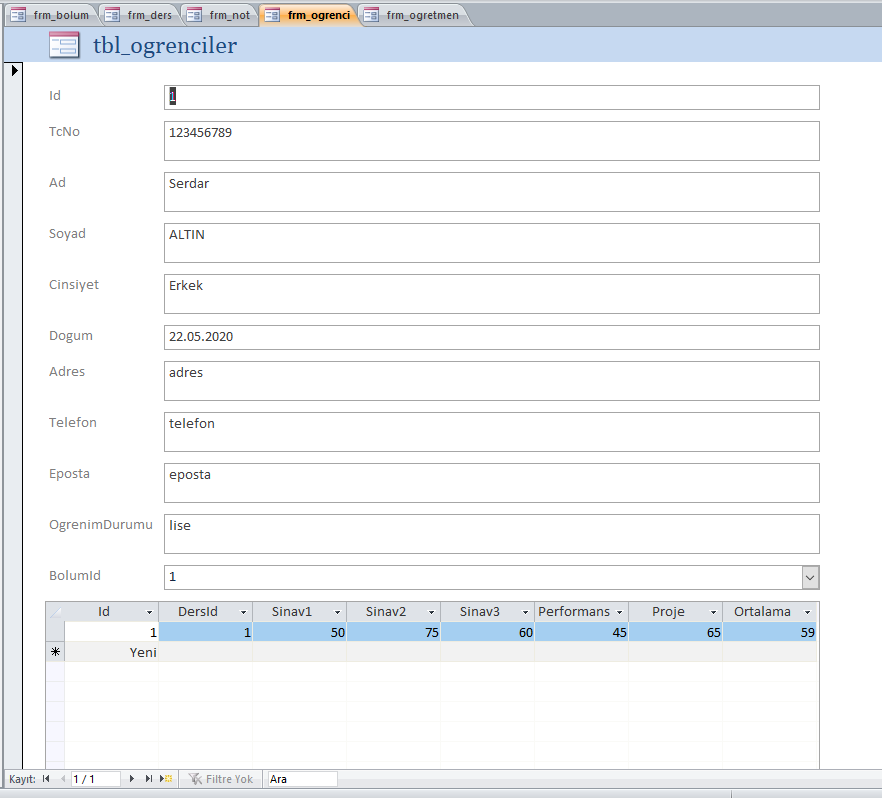 frm_bolum frm_ders frm_not frm_ogrenci frm_ogretmen
tbl_ogrenciler
Id 1
TcNo 123456789
Ad Serdar
Soyad ALTIN
Cinsiyet Erkek
Dogum 22.05.2020
Adres adres
Telefon telefon
Eposta eposta
OgrenimDurumu lise
BolumId 1
Id DersId Sinav1 Sinav2 Sinav3 Performans Proje Ortalama
1 1 50 75 60 45 65 59
Yeni
Kayıt: 1 / 1 Filtre Yok Ara